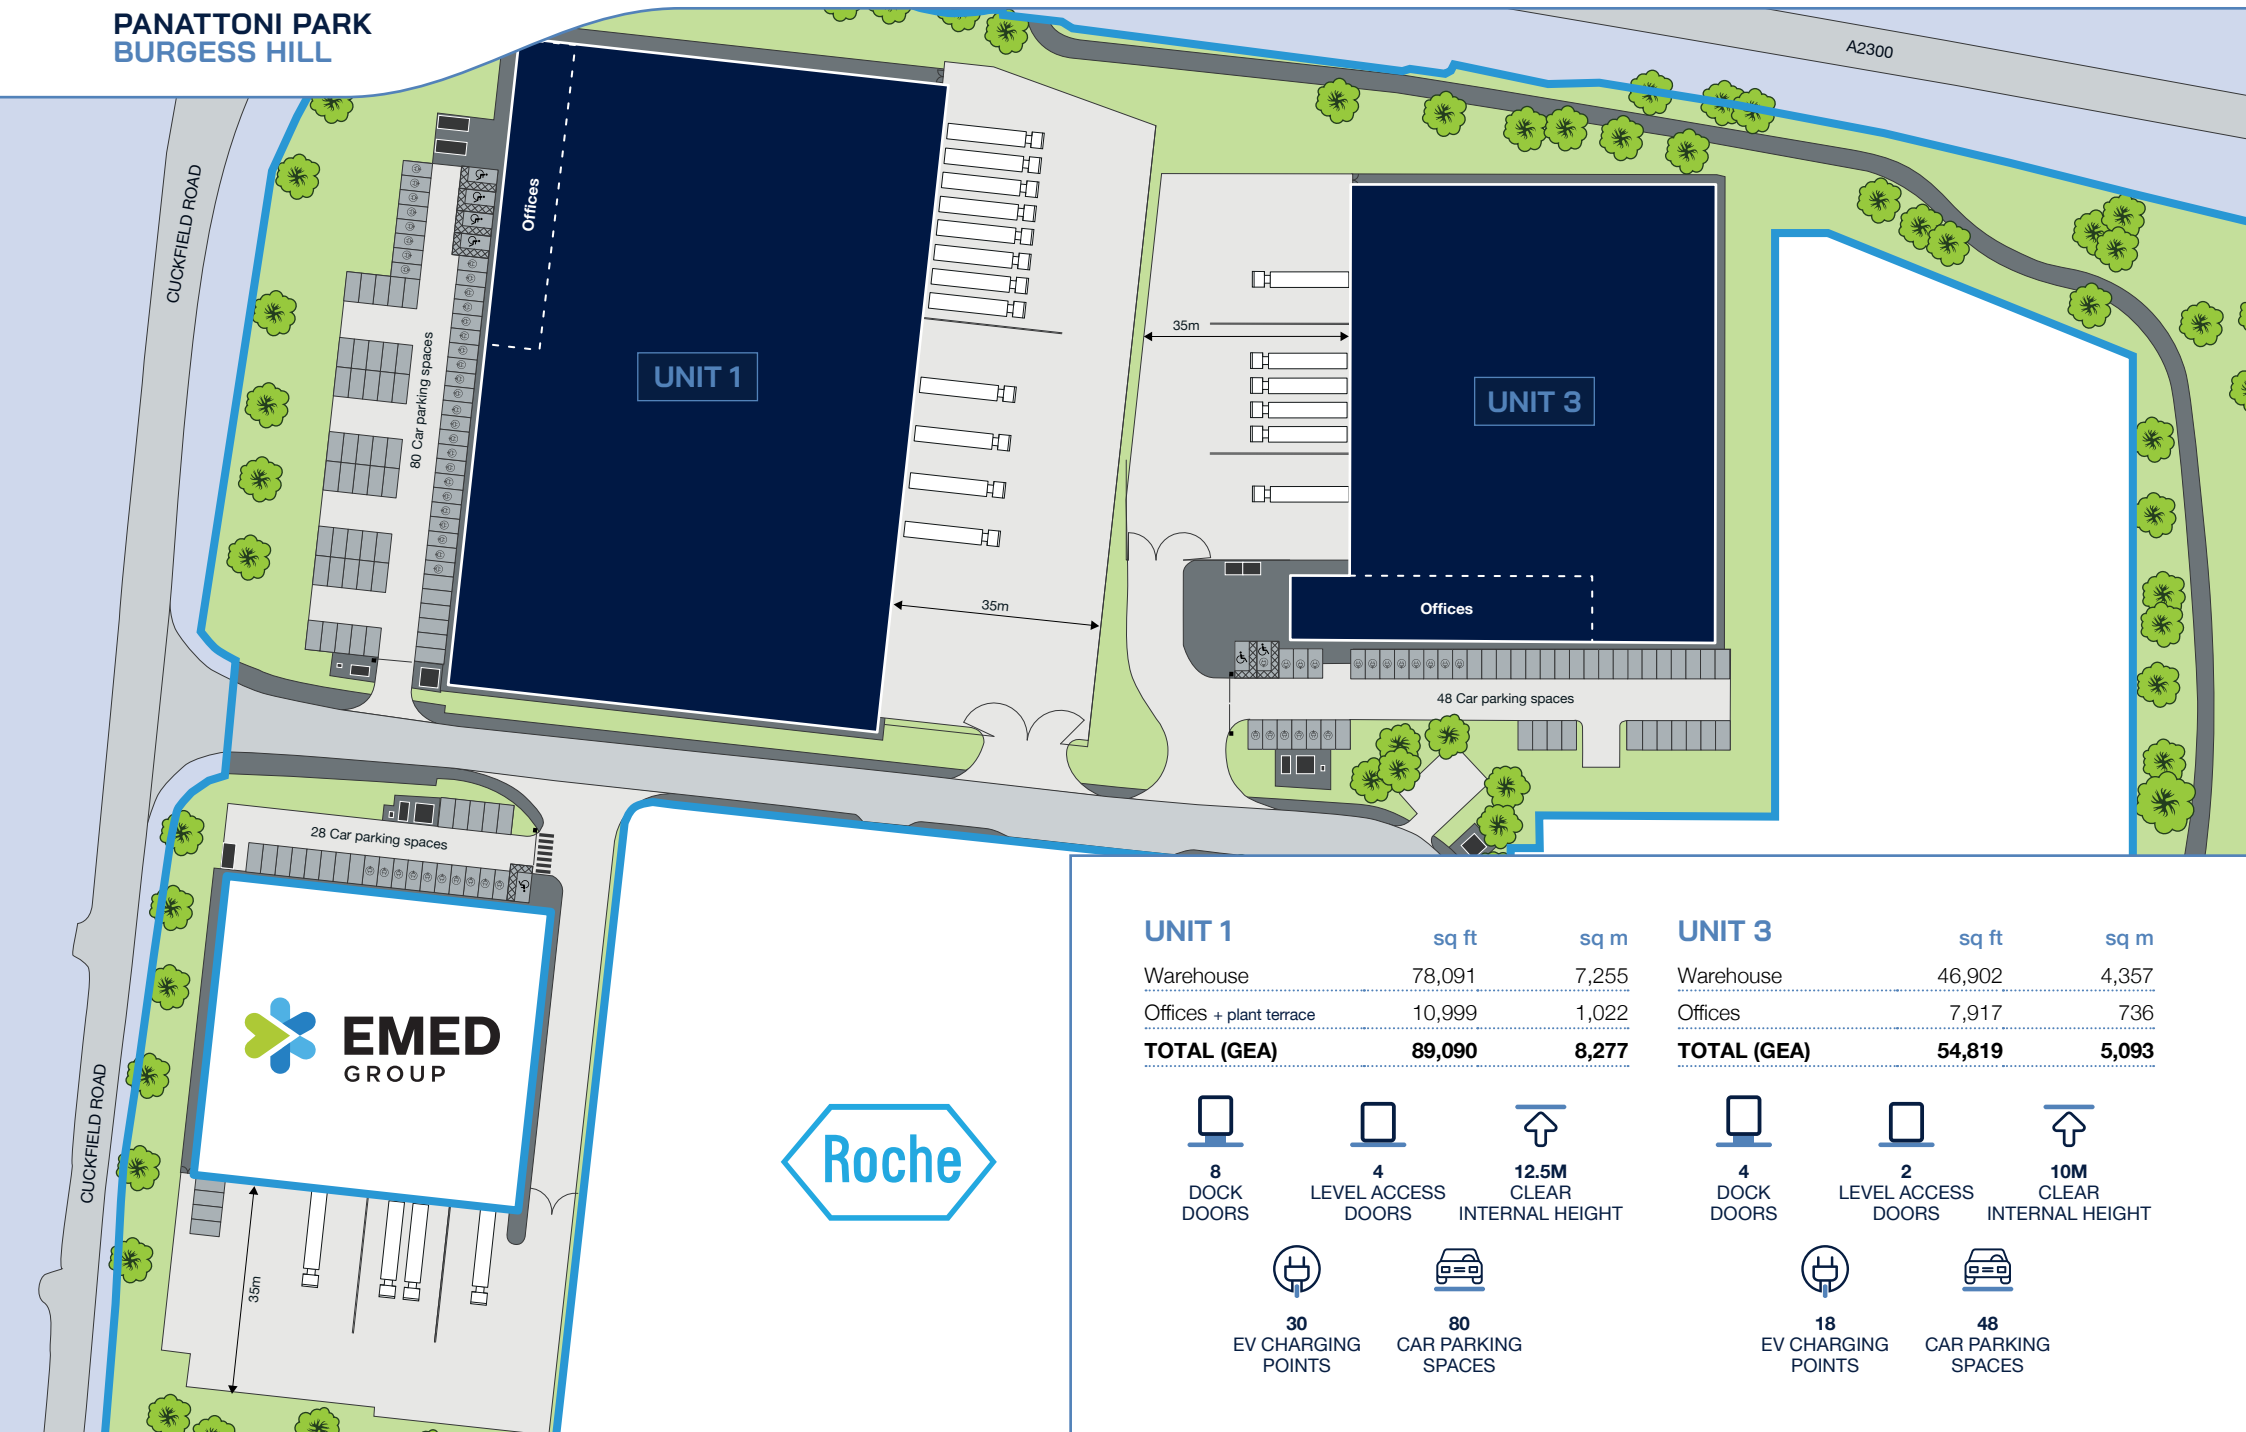 PANATTONI PARK
BURGESS HILL
A2300
CUCKFIELD ROAD
Offices
80 Car parking spaces
UNIT 1
35m
35m
UNIT 3
Offices
48 Car parking spaces
28 Car parking spaces
EMED
GROUP
CUCKFIELD ROAD
35m
Roche
UNIT 1 sq ft sq m
Warehouse 78,091 7,255
Offices + plant terrace 10,999 1,022
TOTAL (GEA) 89,090 8,277
8
DOCK
DOORS
4
LEVEL ACCESS
DOORS
12.5M
CLEAR
INTERNAL HEIGHT
30
EV CHARGING
POINTS
80
CAR PARKING
SPACES
UNIT 3 sq ft sq m
Warehouse 46,902 4,357
Offices 7,917 736
TOTAL (GEA) 54,819 5,093
4
DOCK
DOORS
2
LEVEL ACCESS
DOORS
10M
CLEAR
INTERNAL HEIGHT
18
EV CHARGING
POINTS
48
CAR PARKING
SPACES